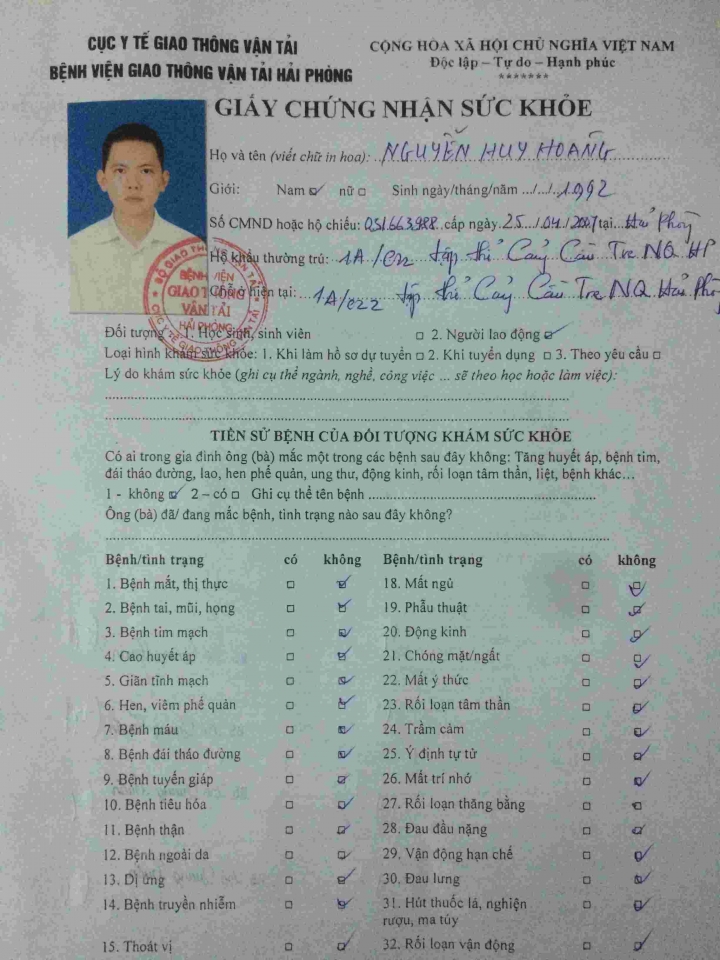 CỤC Y TẾ GIAO THÔNG VẬN TẢI
BỆNH VIỆN GIAO THÔNG VẬN TẢI HẢI PHÒNG
CỘNG HÒA XÃ HỘI CHỦ NGHĨA VIỆT NAM
Độc lập – Tự do – Hạnh phúc
*******
GIẤY CHỨNG NHẬN SỨC KHỎE
Họ và tên (viết chữ in hoa): NGUYỄN HUY HOÀNG
Giới: Nam ☑ nữ □ Sinh ngày/tháng/năm .../.../1992
Số CMND hoặc hộ chiếu: 031663988 cấp ngày 25/04/2007 tại Hải Phòng
Hộ khẩu thường trú: 1A/022 tập thể Cảng Cầu Tre NQ HP
Chỗ ở hiện tại: 1A/022 tập thể Cảng Cầu Tre NQ Hải Phòng
BỘ GIAO THÔNG VẬN TẢI
BỆNH VIỆN
GIAO THÔNG
VẬN TẢI
HẢI PHÒNG
CỤC Y TẾ GIAO THÔNG VẬN TẢI
Đối tượng 1. Học sinh, sinh viên □ 2. Người lao động ☑
Loại hình khám sức khỏe: 1. Khi làm hồ sơ dự tuyển □ 2. Khi tuyển dụng □ 3. Theo yêu cầu □
Lý do khám sức khỏe (ghi cụ thể ngành, nghề, công việc ... sẽ theo học hoặc làm việc):
TIỀN SỬ BỆNH CỦA ĐỐI TƯỢNG KHÁM SỨC KHỎE
Có ai trong gia đình ông (bà) mắc một trong các bệnh sau đây không: Tăng huyết áp, bệnh tim,
đái tháo đường, lao, hen phế quản, ung thư, động kinh, rối loạn tâm thần, liệt, bệnh khác...
1 - không ☑ 2 – có □ Ghi cụ thể tên bệnh
Ông (bà) đã/ đang mắc bệnh, tình trạng nào sau đây không?
Bệnh/tình trạng có không Bệnh/tình trạng có không
1. Bệnh mắt, thị thực □ ☑ 18. Mất ngủ □ ☑
2. Bệnh tai, mũi, họng □ ☑ 19. Phẫu thuật □ ☑
3. Bệnh tim mạch □ ☑ 20. Động kinh □ ☑
4. Cao huyết áp □ ☑ 21. Chóng mặt/ngất □ ☑
5. Giãn tĩnh mạch □ ☑ 22. Mất ý thức □ ☑
6. Hen, viêm phế quản □ ☑ 23. Rối loạn tâm thần □ ☑
7. Bệnh máu □ ☑ 24. Trầm cảm □ ☑
8. Bệnh đái tháo đường □ ☑ 25. Ý định tự tử □ ☑
9. Bệnh tuyến giáp □ ☑ 26. Mất trí nhớ □ ☑
10. Bệnh tiêu hóa □ ☑ 27. Rối loạn thăng bằng □ ☑
11. Bệnh thận □ ☑ 28. Đau đầu nặng □ ☑
12. Bệnh ngoài da □ ☑ 29. Vận động hạn chế □ ☑
13. Dị ứng □ ☑ 30. Đau lưng □ ☑
14. Bệnh truyền nhiễm □ ☑ 31. Hút thuốc lá, nghiện □ ☑
rượu, ma túy
15. Thoát vị □ ☑ 32. Rối loạn vận động □ ☑